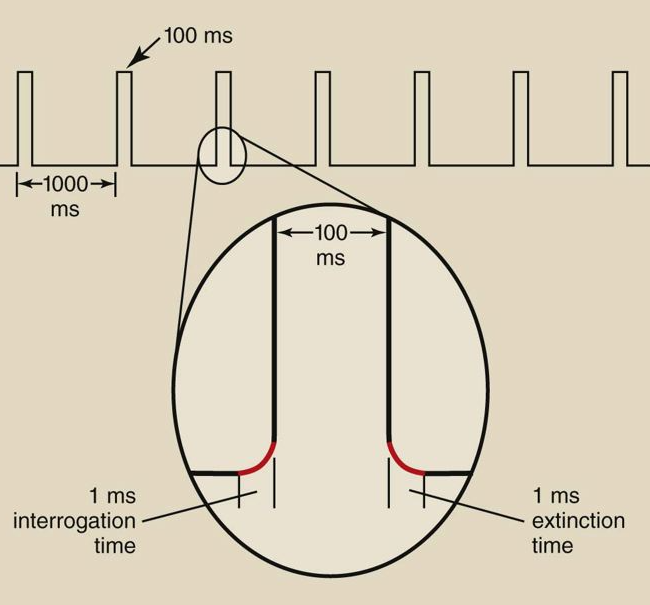 100 ms
1000
ms
100
ms
1 ms
interrogation
time
1 ms
extinction
time